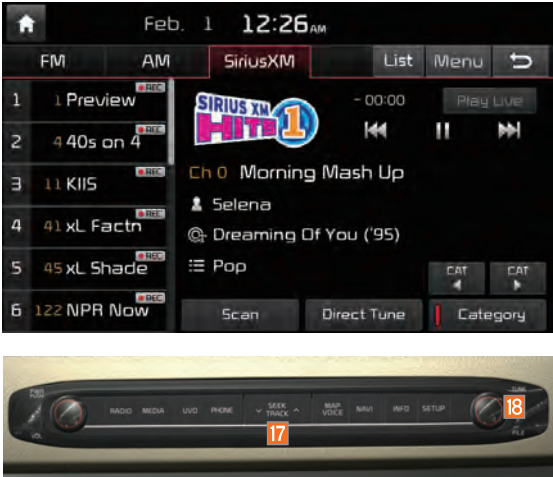 Feb. 1 12:26 AM
FM AM SiriusXM List Menu
1 1 Preview REC
2 4 40s on 4 REC
3 11 KIIS REC
4 41 xL Factn REC
5 45 xL Shade REC
6 122 NPR Now REC
SIRIUS XM
HITS 1
- 00:00 Play Live
Ch 0 Morning Mash Up
Selena
Dreaming Of You ('95)
Pop
CAT CAT
Scan Direct Tune Category
PWR
PUSH
VOL
RADIO MEDIA UVO PHONE
SEEK
TRACK
17
MAP
VOICE
NAVI INFO SETUP
TUNE
18
FILE